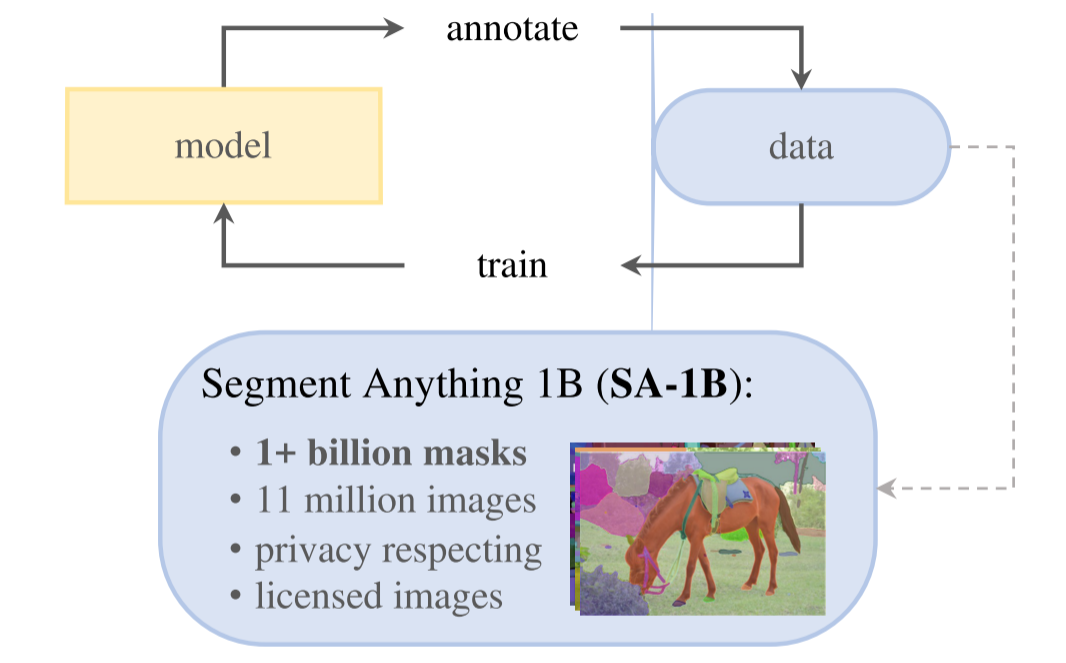 annotate
model
data
train
Segment Anything 1B (SA-1B):
• 1+ billion masks
• 11 million images
• privacy respecting
• licensed images